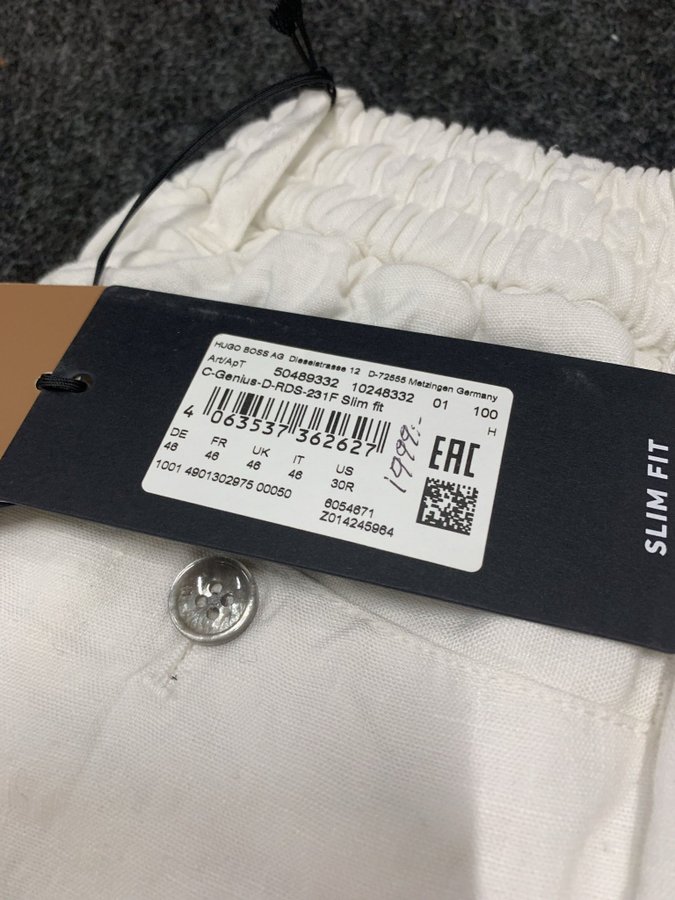 HUGO BOSS AG Dieselstrasse 12 D-72555 Metzingen Germany
Art/ApT 50489332 10248332 01 100
C-Genius-D-RDS-231F Slim fit H
4 063537 362627
1999:-
EAC
DE FR UK IT US
46 46 46 46 30R
1001 4901302975 00050
6054671
Z014245964
SLIM FIT